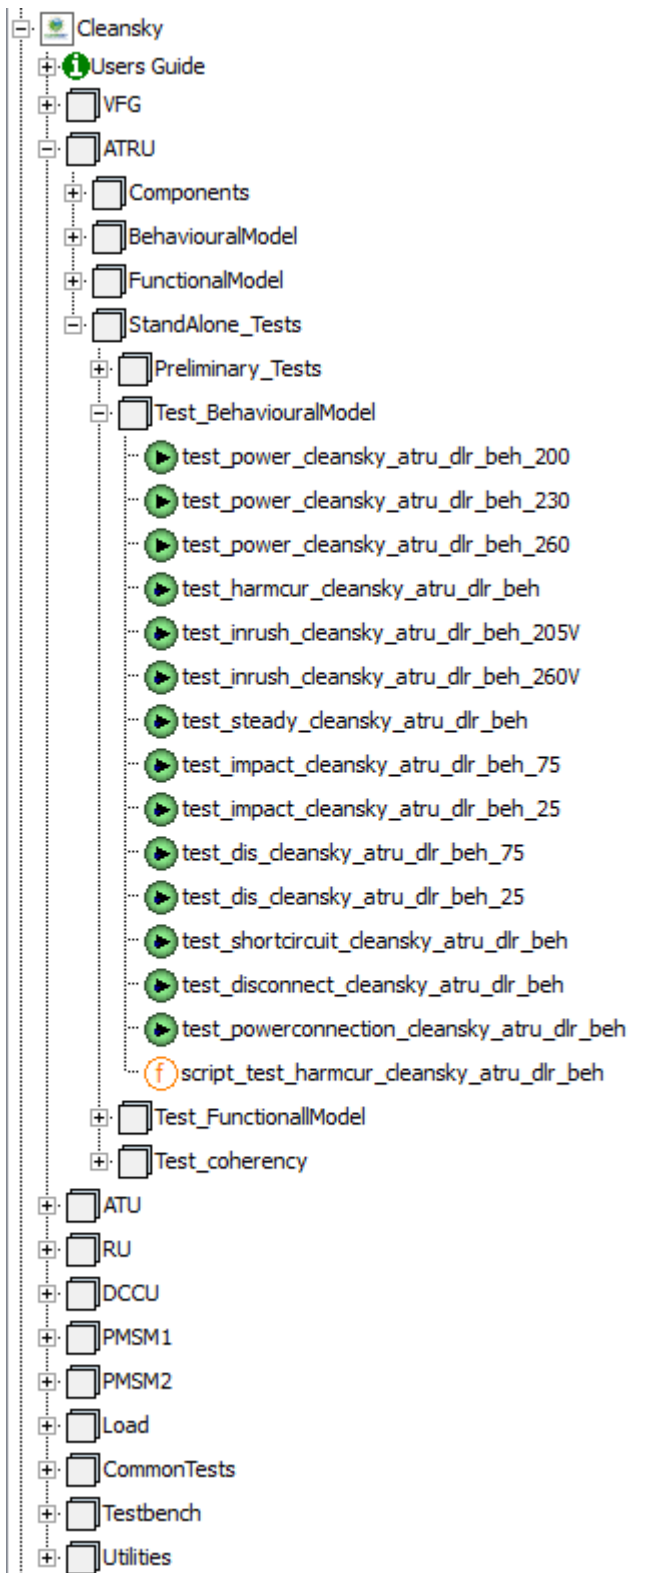 Cleansky
Users Guide
VFG
ATRU
Components
BehaviouralModel
FunctionalModel
StandAlone_Tests
Preliminary_Tests
Test_BehaviouralModel
test_power_cleansky_atru_dlr_beh_200
test_power_cleansky_atru_dlr_beh_230
test_power_cleansky_atru_dlr_beh_260
test_harmcur_cleansky_atru_dlr_beh
test_inrush_cleansky_atru_dlr_beh_205V
test_inrush_cleansky_atru_dlr_beh_260V
test_steady_cleansky_atru_dlr_beh
test_impact_cleansky_atru_dlr_beh_75
test_impact_cleansky_atru_dlr_beh_25
test_dis_cleansky_atru_dlr_beh_75
test_dis_cleansky_atru_dlr_beh_25
test_shortcircuit_cleansky_atru_dlr_beh
test_disconnect_cleansky_atru_dlr_beh
test_powerconnection_cleansky_atru_dlr_beh
script_test_harmcur_cleansky_atru_dlr_beh
Test_FunctionallModel
Test_coherency
ATU
RU
DCCU
PMSM1
PMSM2
Load
CommonTests
Testbench
Utilities